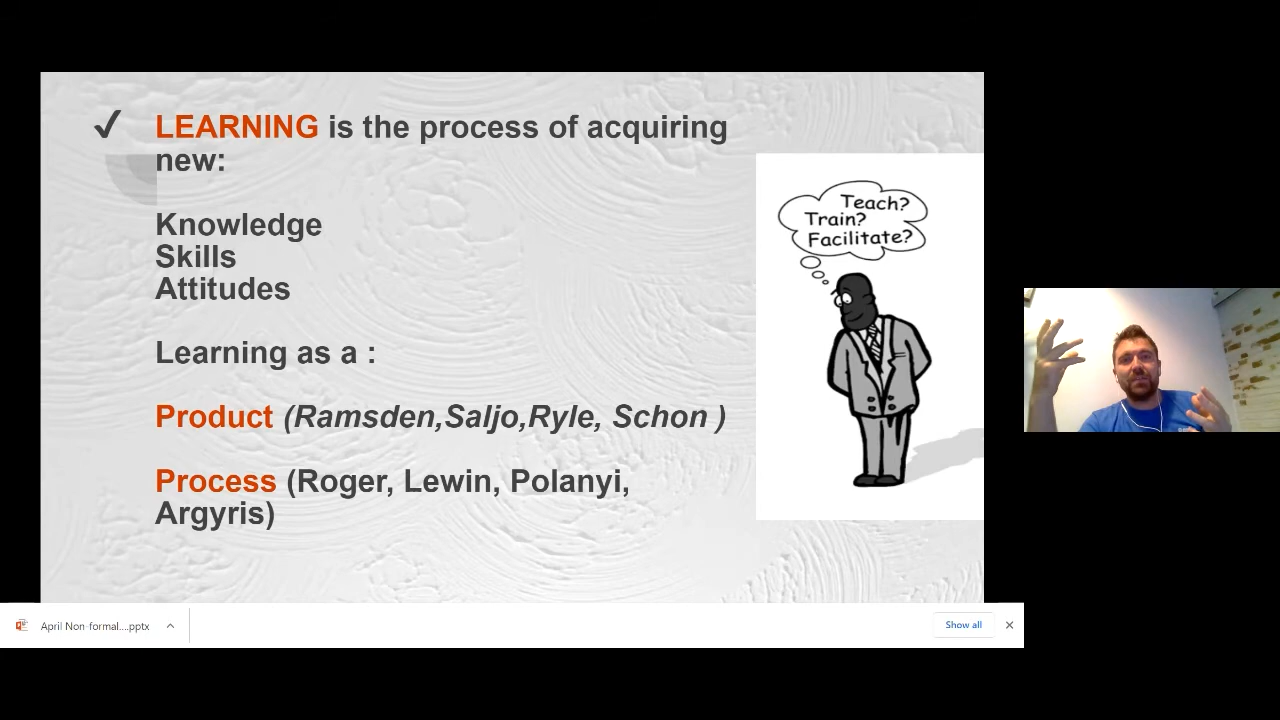 ✓ LEARNING is the process of acquiring
new:
Knowledge
Skills
Attitudes
Learning as a :
Product (Ramsden,Saljo,Ryle, Schon )
Process (Roger, Lewin, Polanyi,
Argyris)
Teach?
Train?
Facilitate?
April Non-formal....pptx
Show all